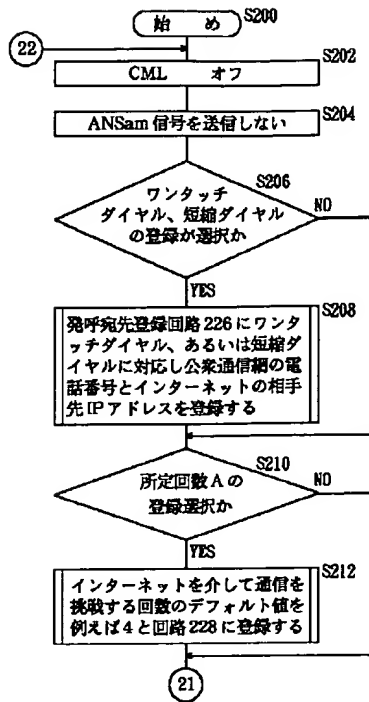 始 め
S200
22
S202
CML オフ
S204
ANSam 信号を送信しない
S206
ワンタッチ
ダイヤル、短縮ダイヤル
の登録が選択か
NO
YES
S208
発呼宛先登録回路 226 にワン
タッチダイヤル、あるいは短縮
ダイヤルに対応し公衆通信網の電
話番号とインターネットの相手
先 IP アドレスを登録する
S210
所定回数 A の
登録選択か
NO
YES
S212
インターネットを介して通信を
挑戦する回数のデフォルト値を
例えば 4 と回路 228 に登録する
21